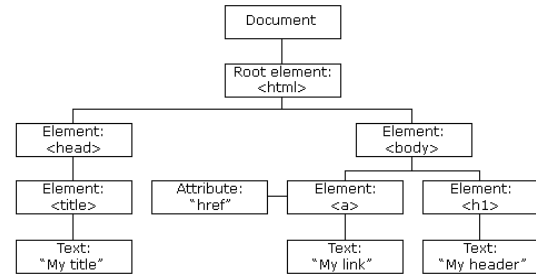 Document
Root element:
<html>
Element:
<head>
Element:
<body>
Element:
<title>
Attribute:
“href”
Element:
<a>
Element:
<h1>
Text:
“My title”
Text:
“My link”
Text:
“My header”